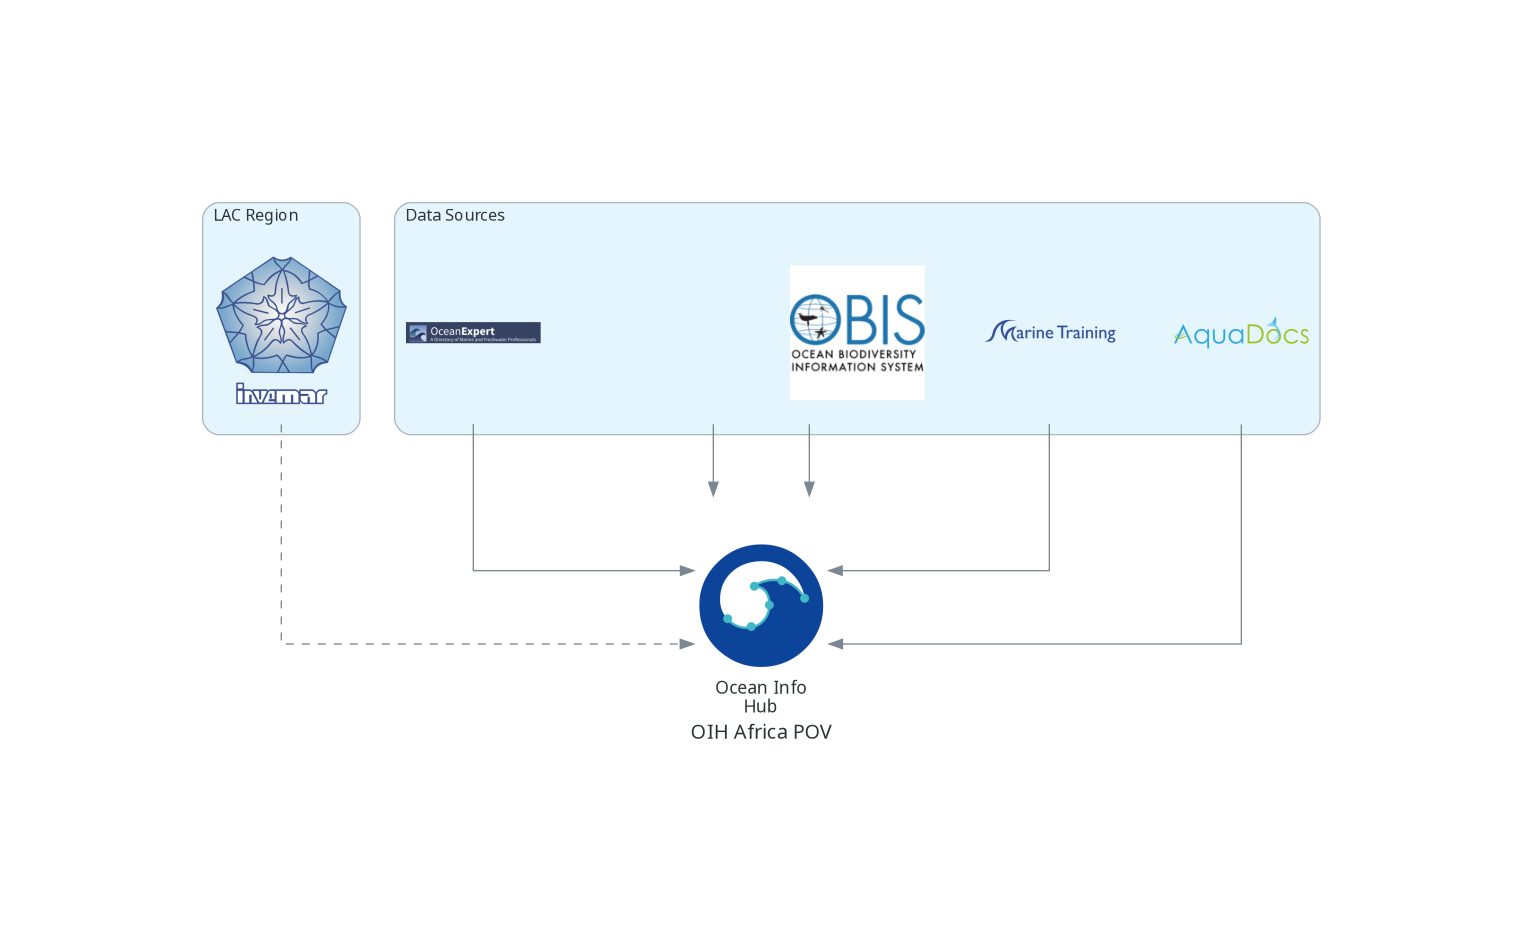 LAC Region
Data Sources
invemar
OceanExpert
A Directory of Marine and Freshwater Professionals
OBIS
OCEAN BIODIVERSITY
INFORMATION SYSTEM
Marine Training
AquaDocs
Ocean Info
Hub
OIH Africa POV